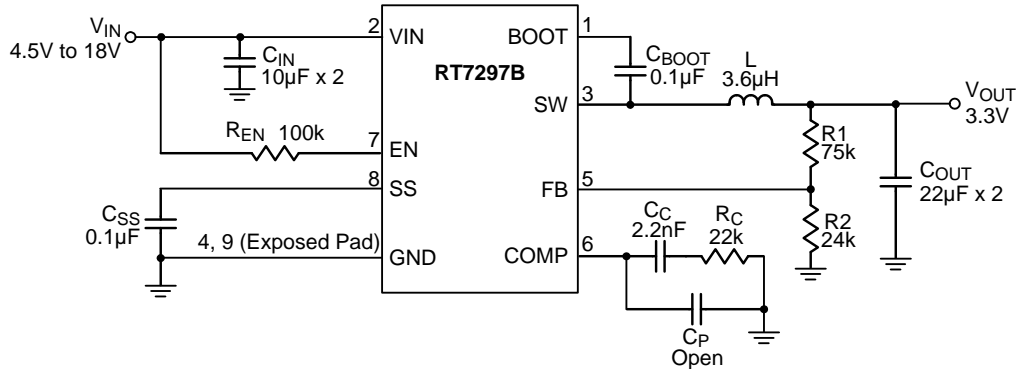 VIN
4.5V to 18V
CIN
10µF x 2
REN 100k
CSS
0.1µF
4, 9 (Exposed Pad)
2
7
8
VIN
EN
SS
GND
RT7297B
BOOT
SW
FB
COMP
1
3
5
6
CBOOT
0.1µF
L
3.6µH
VOUT
3.3V
R1
75k
COUT
22µF x 2
R2
24k
CC
2.2nF
RC
22k
CP
Open